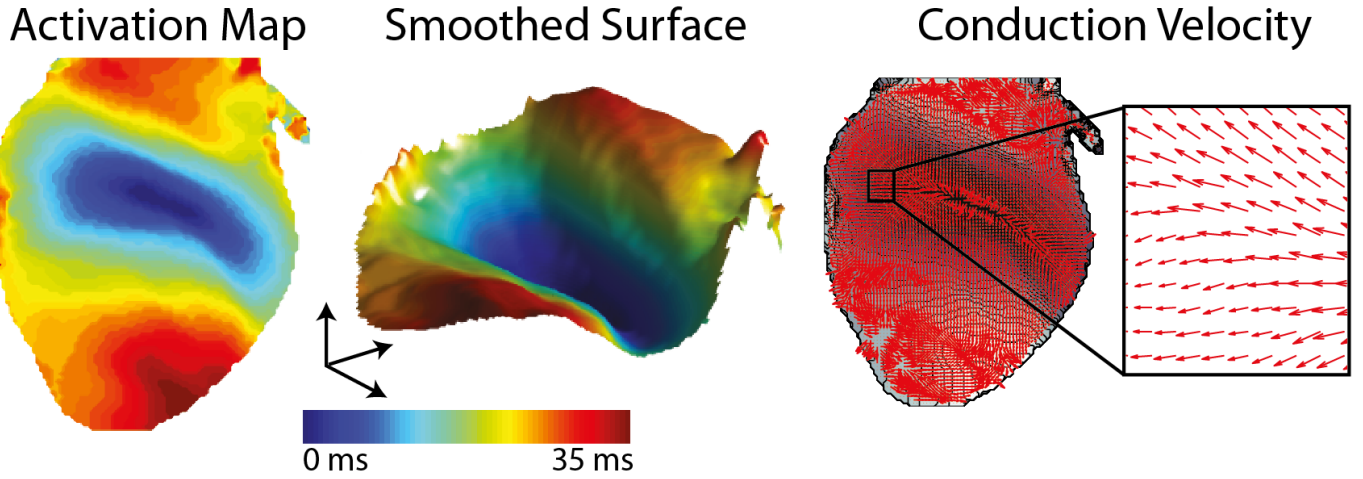 Activation Map
Smoothed Surface
Conduction Velocity
0 ms
35 ms